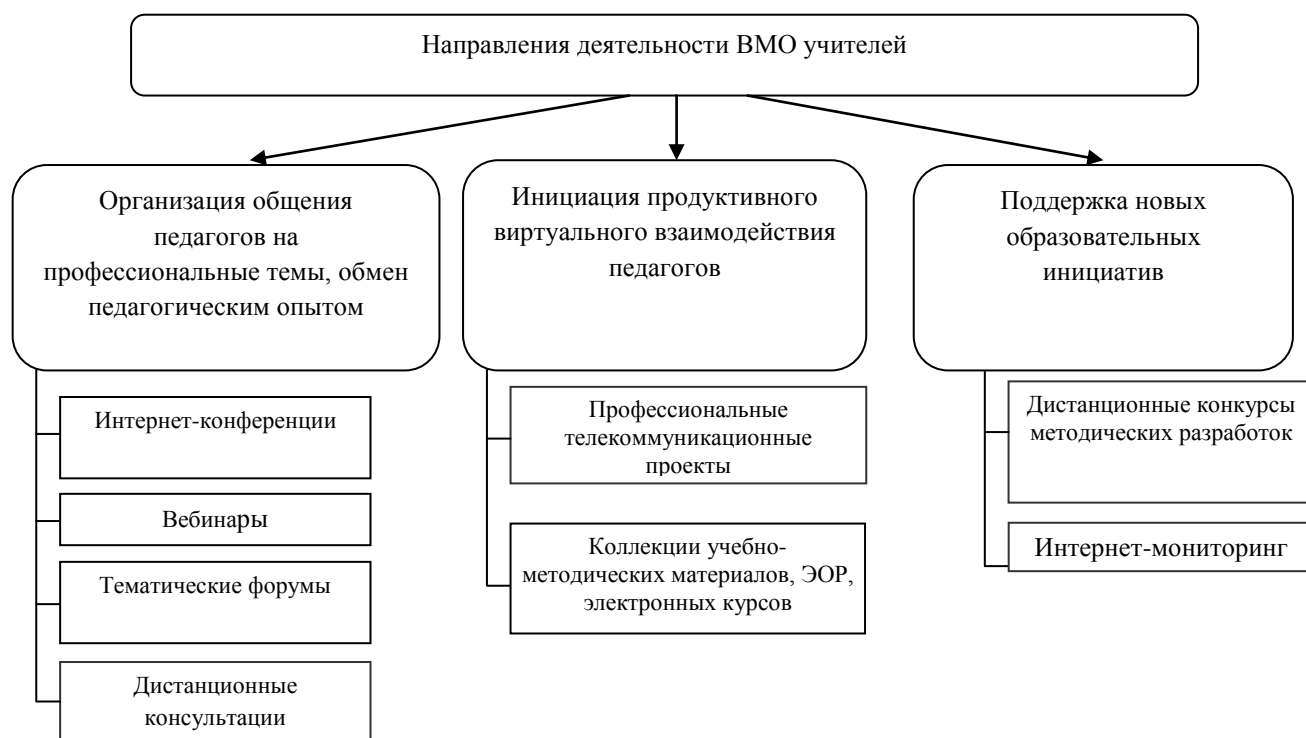 Направления деятельности ВМО учителей
Организация общения
педагогов на
профессиональные темы, обмен
педагогическим опытом
Интернет-конференции
Вебинары
Тематические форумы
Дистанционные
консультации
Инициация продуктивного
виртуального взаимодействия
педагогов
Профессиональные
телекоммуникационные
проекты
Коллекции учебно-
методических материалов, ЭОР,
электронных курсов
Поддержка новых
образовательных
инициатив
Дистанционные конкурсы
методических разработок
Интернет-мониторинг